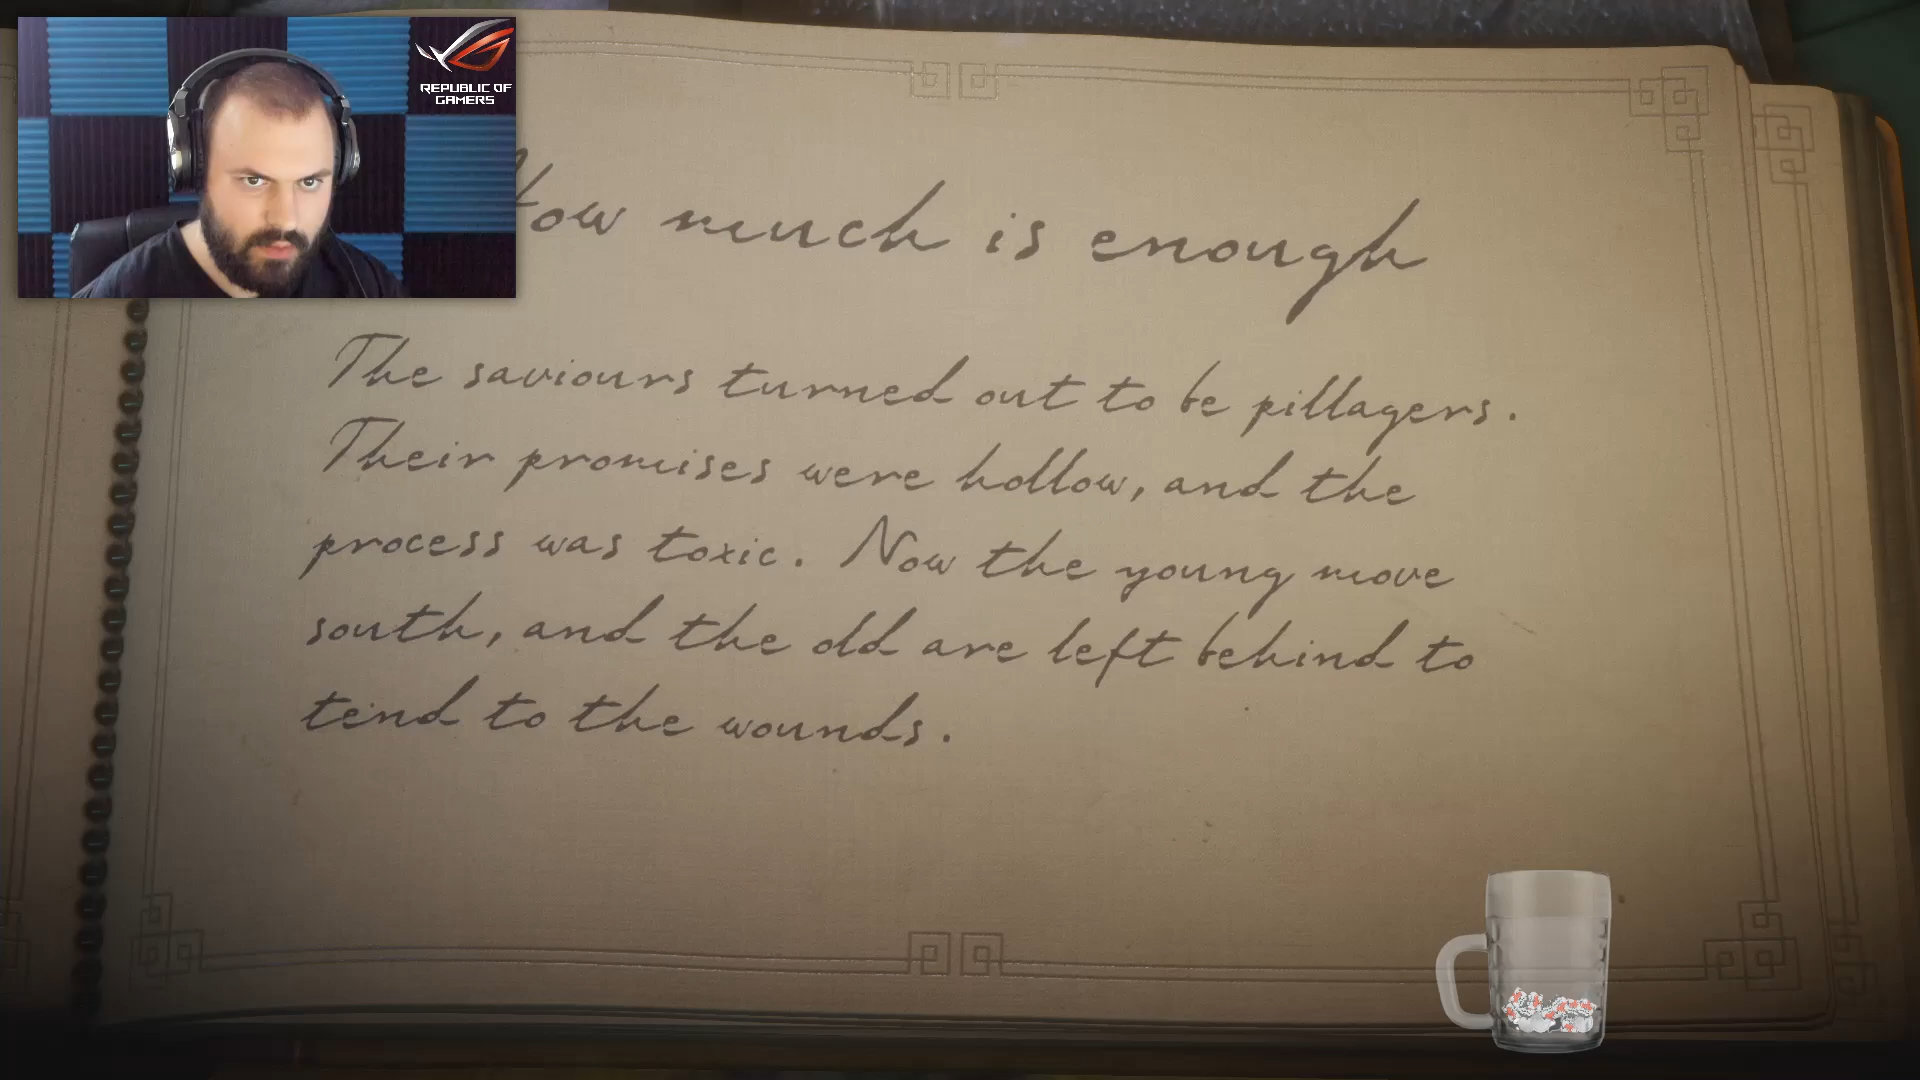 REPUBLIC OF
GAMERS
How much is enough
The saviours turned out to be pillagers.
Their promises were hollow, and the
process was toxic. Now the young move
south, and the old are left behind to
tend to the wounds.